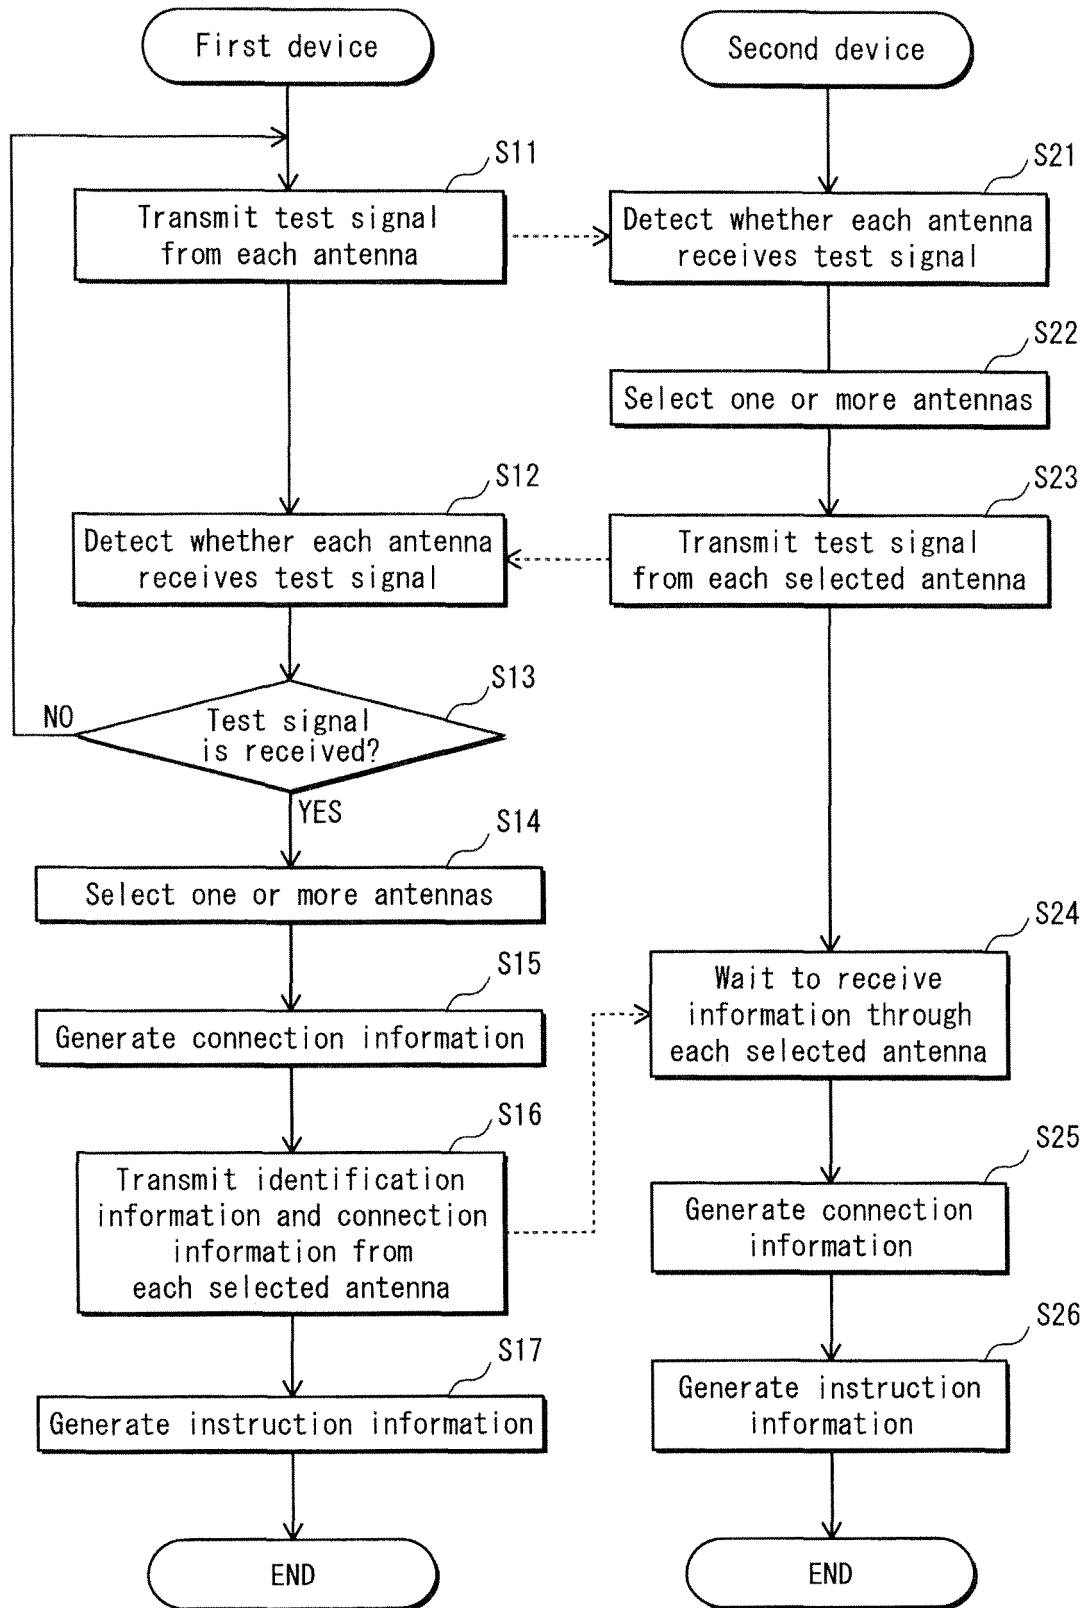 First device
S11
Transmit test signal
from each antenna
S12
Detect whether each antenna
receives test signal
S13
Test signal
is received?
NO
YES
S14
Select one or more antennas
S15
Generate connection information
S16
Transmit identification
information and connection
information from
each selected antenna
S17
Generate instruction information
END
Second device
S21
Detect whether each antenna
receives test signal
S22
Select one or more antennas
S23
Transmit test signal
from each selected antenna
S24
Wait to receive
information through
each selected antenna
S25
Generate connection
information
S26
Generate instruction
information
END